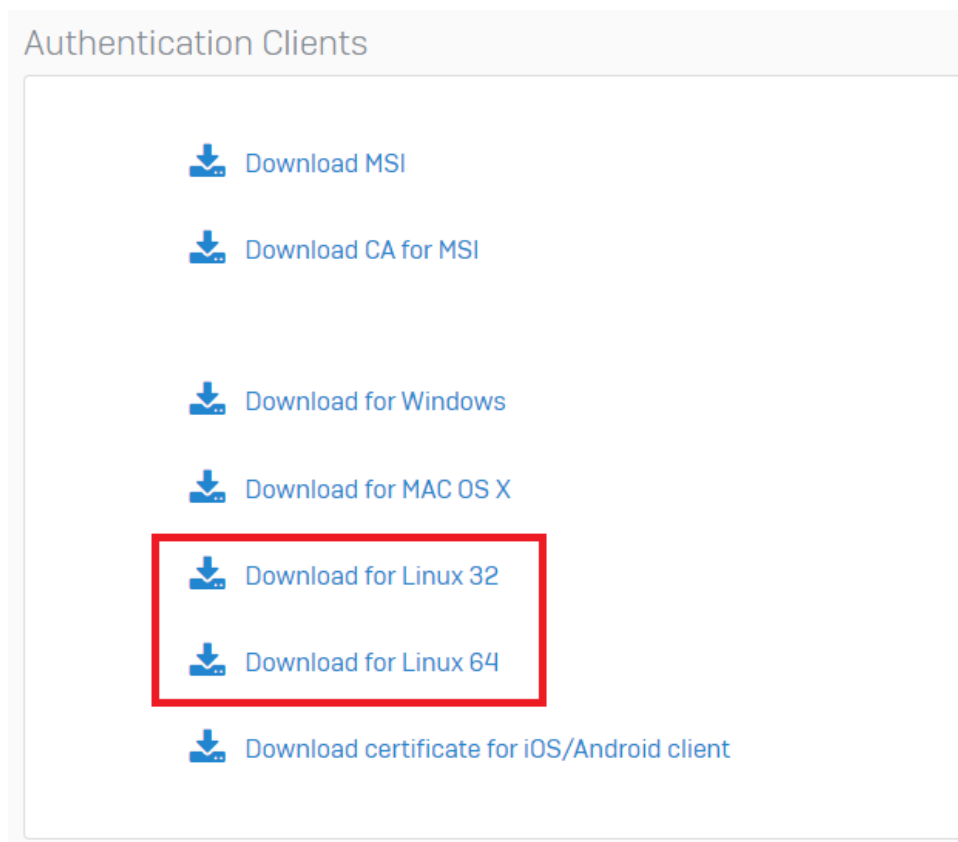 Authentication Clients
Download MSI
Download CA for MSI
Download for Windows
Download for MAC OS X
Download for Linux 32
Download for Linux 64
Download certificate for iOS/Android client